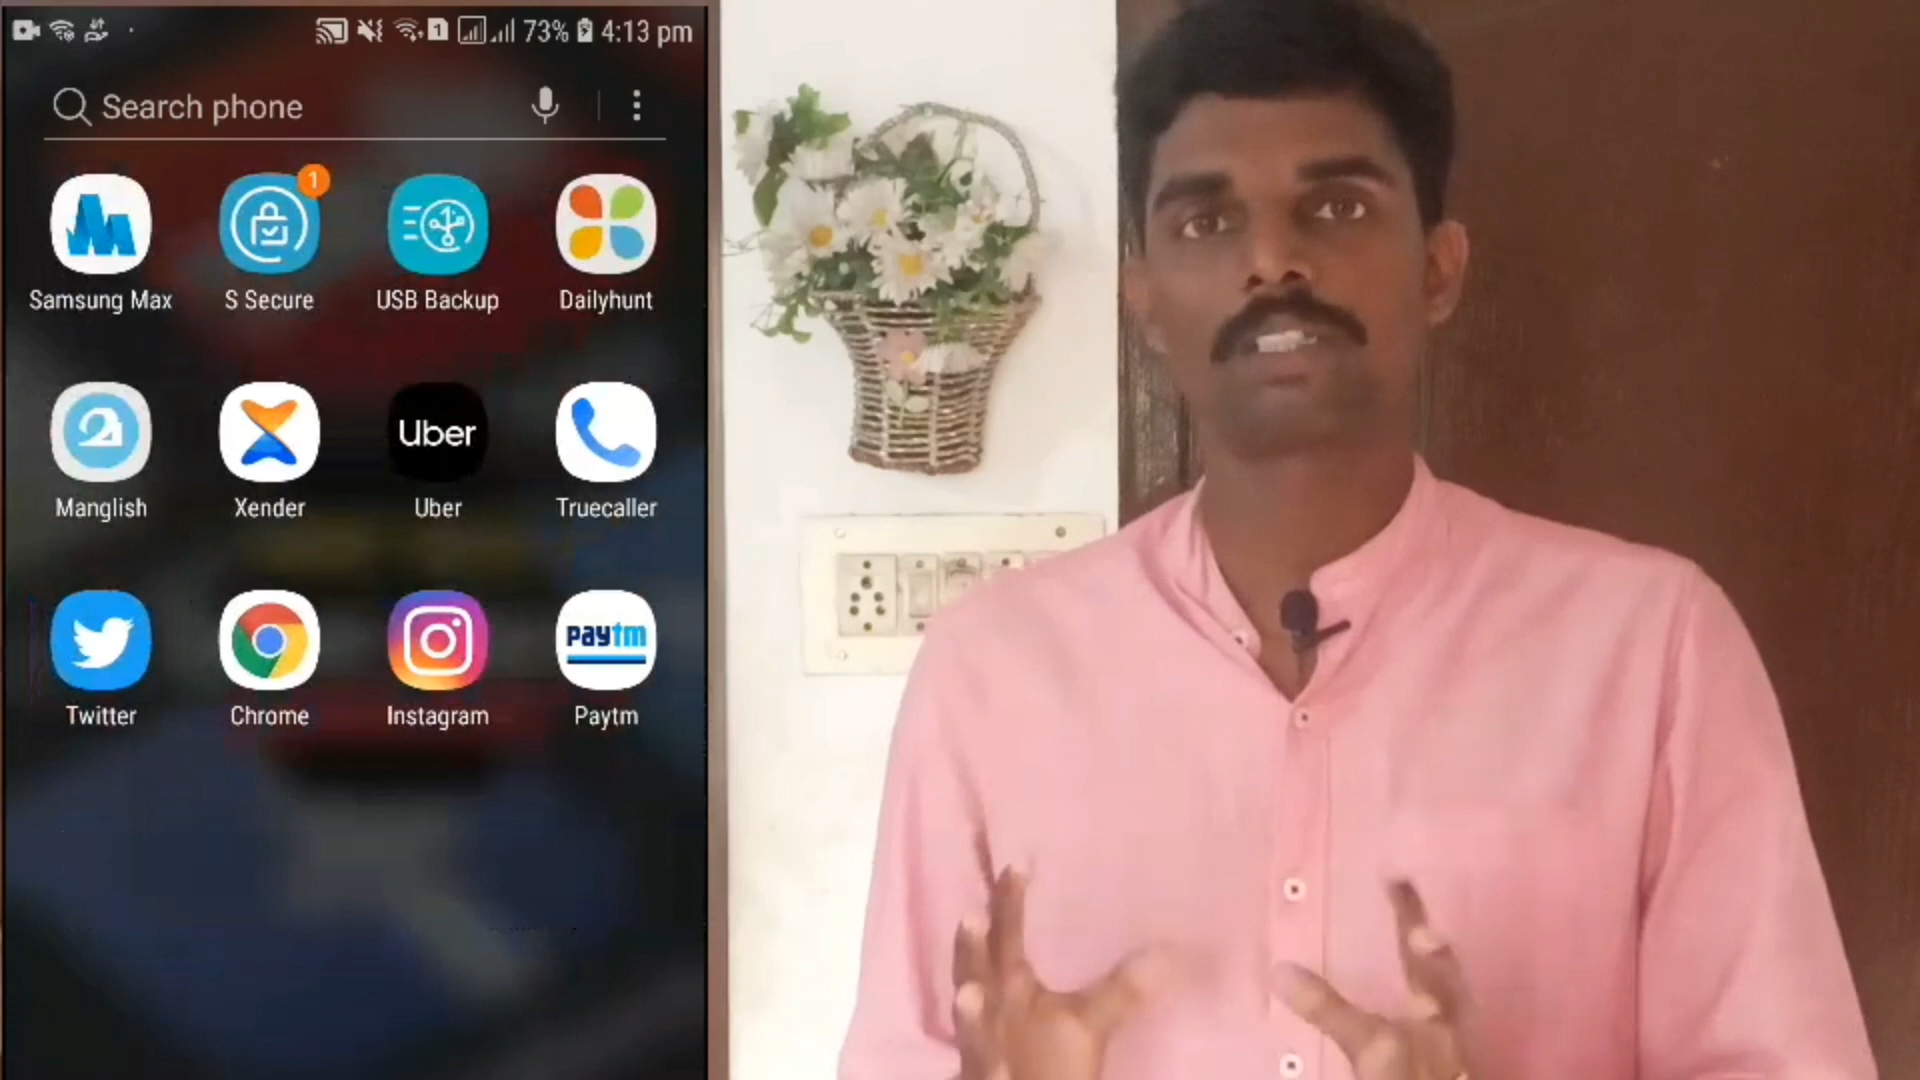 1 73% 4:13 pm
Search phone
1
Samsung Max S Secure USB Backup Dailyhunt
Uber
Manglish Xender Uber Truecaller
paytm
Twitter Chrome Instagram Paytm